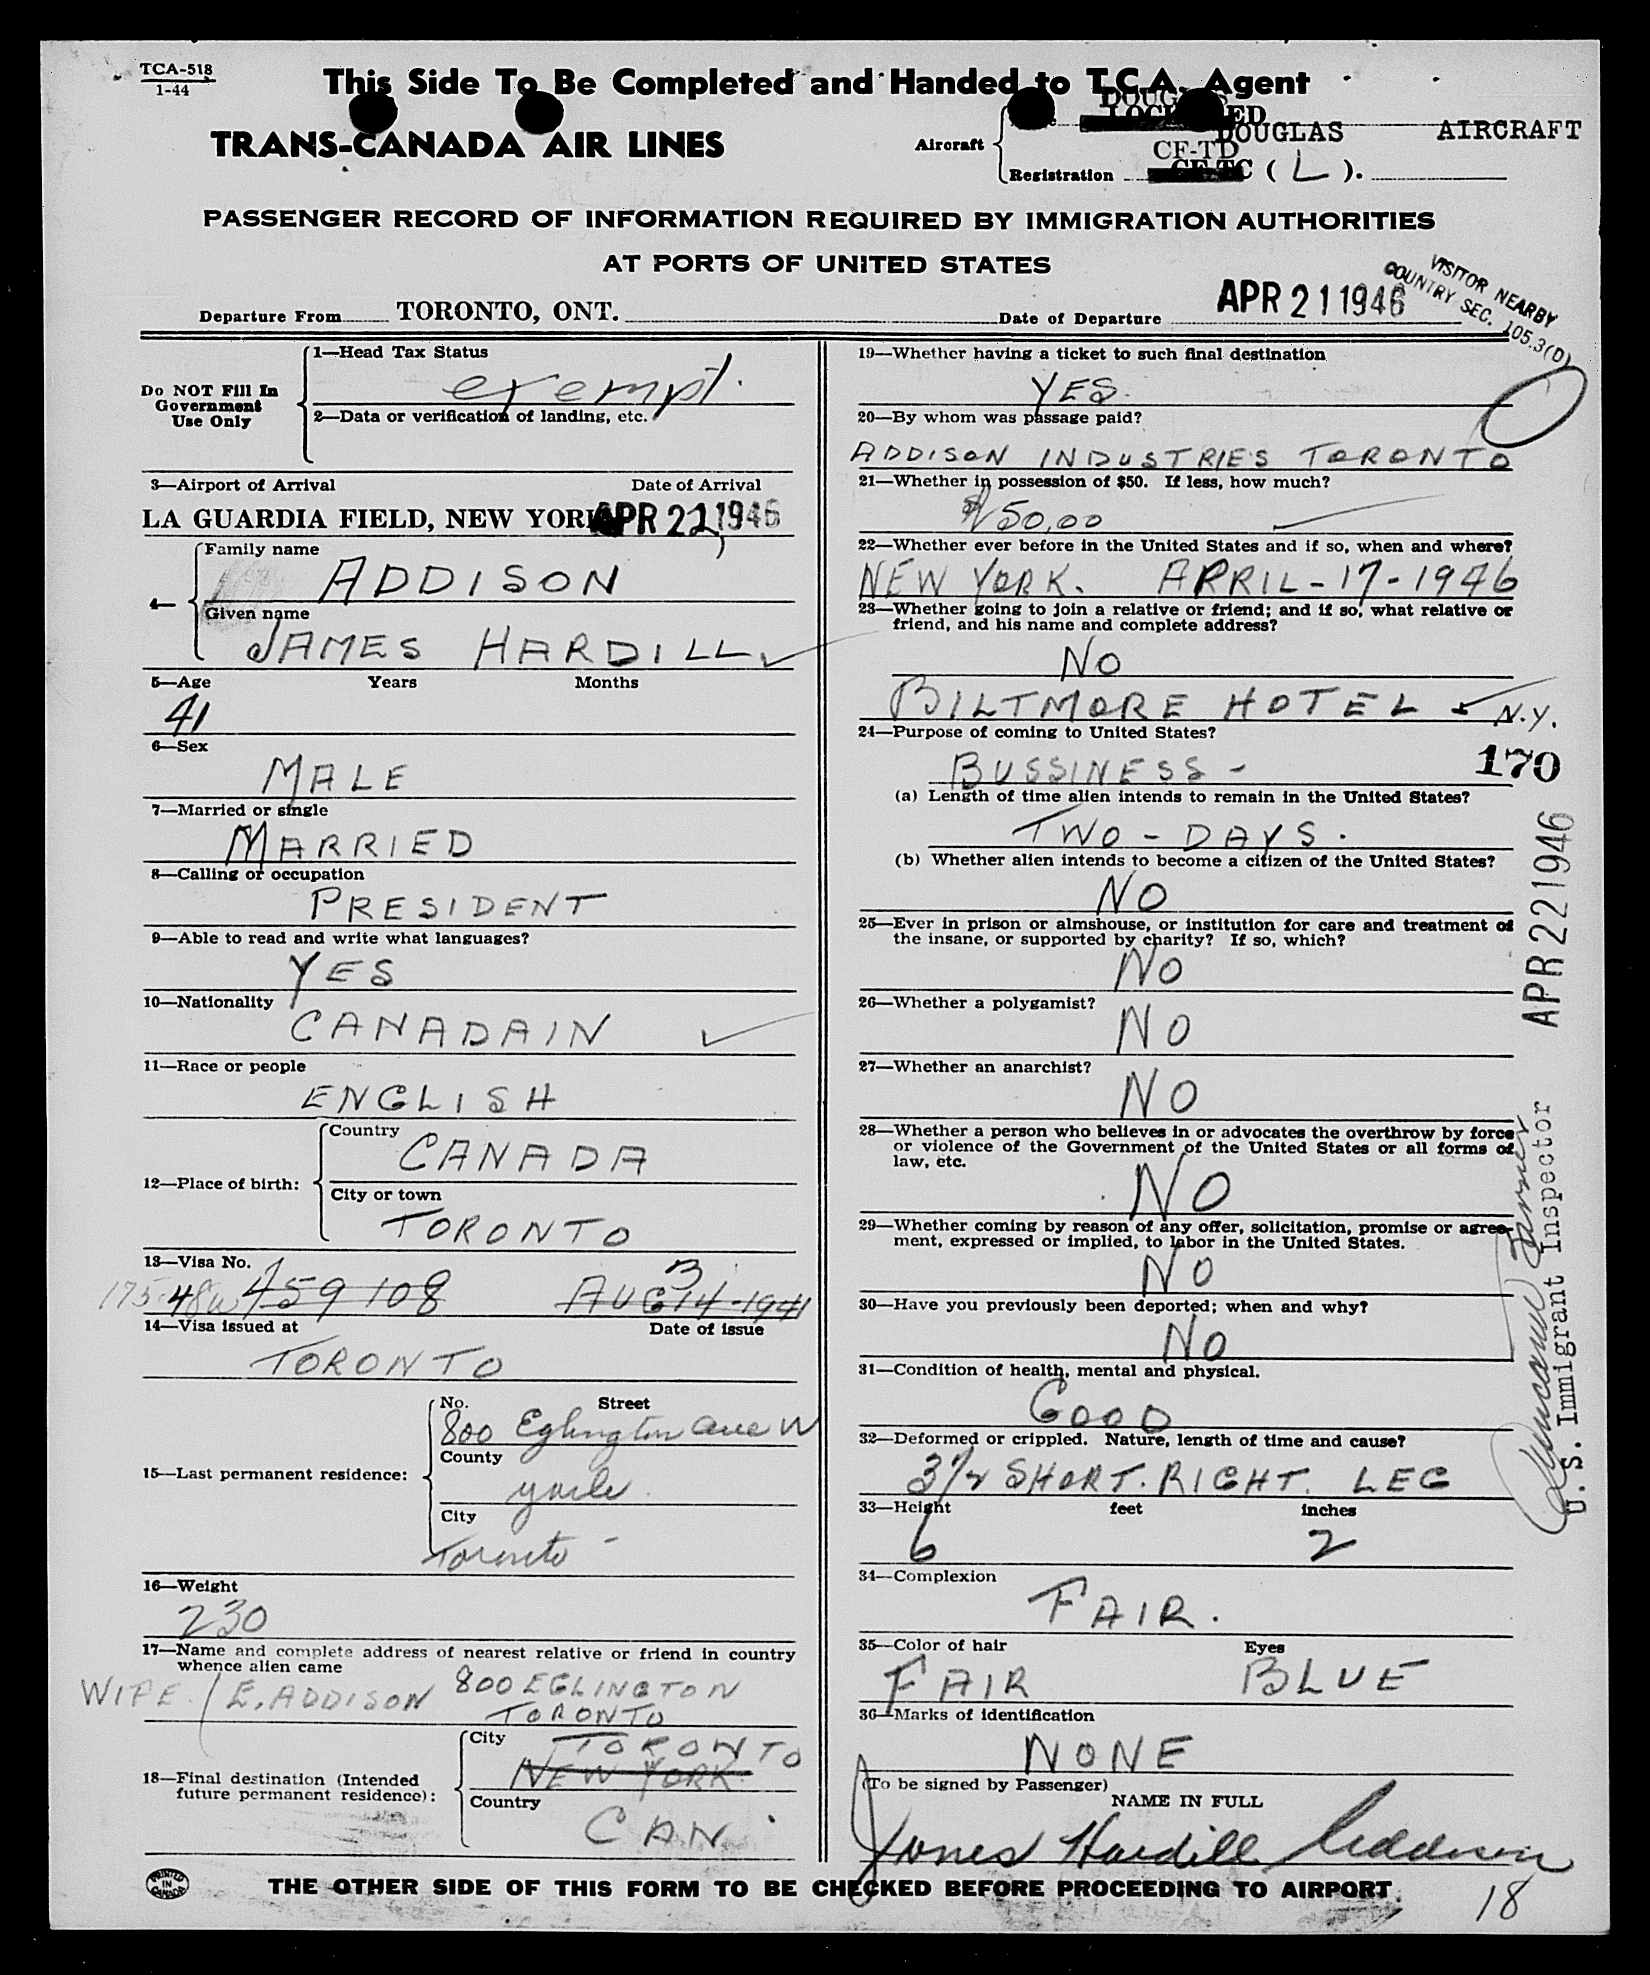 TCA-518
1-44
This Side To Be Completed and Handed to T.C.A. Agent
TRANS-CANADA AIR LINES
Aircraft
DOUGLAS AIRCRAFT
CF-TD
Registration C ( L ).
PASSENGER RECORD OF INFORMATION REQUIRED BY IMMIGRATION AUTHORITIES
AT PORTS OF UNITED STATES
VISITOR NEARBY
COUNTRY SEC. 105.3(D)
Departure From TORONTO, ONT. Date of Departure APR 21 1946
Do NOT Fill In
Government
Use Only
1—Head Tax Status
exempt.
2—Data or verification of landing, etc.
3—Airport of Arrival Date of Arrival
LA GUARDIA FIELD, NEW YORK APR 22 1946
4—
Family name
ADDISON
Given name
JAMES HARDILL
5—Age Years Months
41
6—Sex
MALE
7—Married or single
MARRIED
8—Calling or occupation
PRESIDENT
9—Able to read and write what languages?
YES
10—Nationality
CANADAIN
11—Race or people
ENGLISH
12—Place of birth:
Country
CANADA
City or town
TORONTO
13—Visa No.
459108 AUG 14-1941
14—Visa issued at Date of issue
TORONTO
15—Last permanent residence:
No. Street
800 Eglington Ave W
County
York
City
Toronto -
16—Weight
230
17—Name and complete address of nearest relative or friend in country
whence alien came
WIFE / E. ADDISON 800 EGLINGTON
TORONTO
18—Final destination (Intended
future permanent residence):
City
TORONTO
NEW YORK.
Country
CAN
19—Whether having a ticket to such final destination
YES.
20—By whom was passage paid?
ADDISON INDUSTRIES TORONTO
21—Whether in possession of $50. If less, how much?
$50.00
22—Whether ever before in the United States and if so, when and where?
NEW YORK. APRIL-17-1946
23—Whether going to join a relative or friend; and if so, what relative or
friend, and his name and complete address?
NO
BILTMORE HOTEL N.Y.
24—Purpose of coming to United States?
BUSSINESS -
170
(a) Length of time alien intends to remain in the United States?
TWO - DAYS.
(b) Whether alien intends to become a citizen of the United States?
NO
25—Ever in prison or almshouse, or institution for care and treatment of
the insane, or supported by charity? If so, which?
NO
26—Whether a polygamist?
NO
27—Whether an anarchist?
NO
28—Whether a person who believes in or advocates the overthrow by force
or violence of the Government of the United States or all forms of
law, etc.
NO
29—Whether coming by reason of any offer, solicitation, promise or agree-
ment, expressed or implied, to labor in the United States.
NO
30—Have you previously been deported; when and why?
NO
31—Condition of health, mental and physical.
GOOD
32—Deformed or crippled. Nature, length of time and cause?
3½ SHORT. RIGHT. LEG
33—Height feet inches
6 2
34—Complexion
FAIR.
35—Color of hair Eyes
FAIR BLUE
36—Marks of identification
NONE
(To be signed by Passenger)
NAME IN FULL
James Hardill Addison
APR 22 1946
U.S. Immigrant Inspector
PRINTED IN CANADA
THE OTHER SIDE OF THIS FORM TO BE CHECKED BEFORE PROCEEDING TO AIRPORT
18